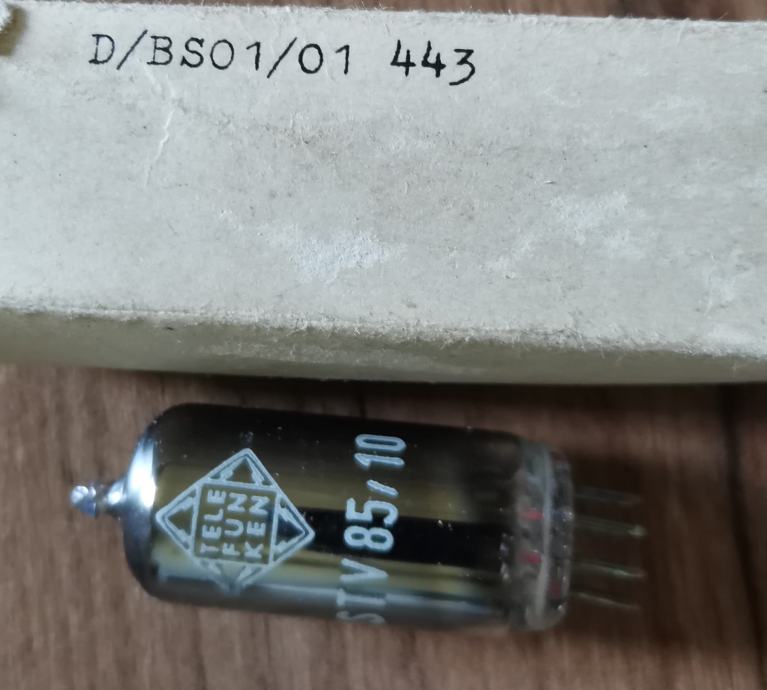 D/BS01/01 443
TELE
FUN
KEN
STV 85/10